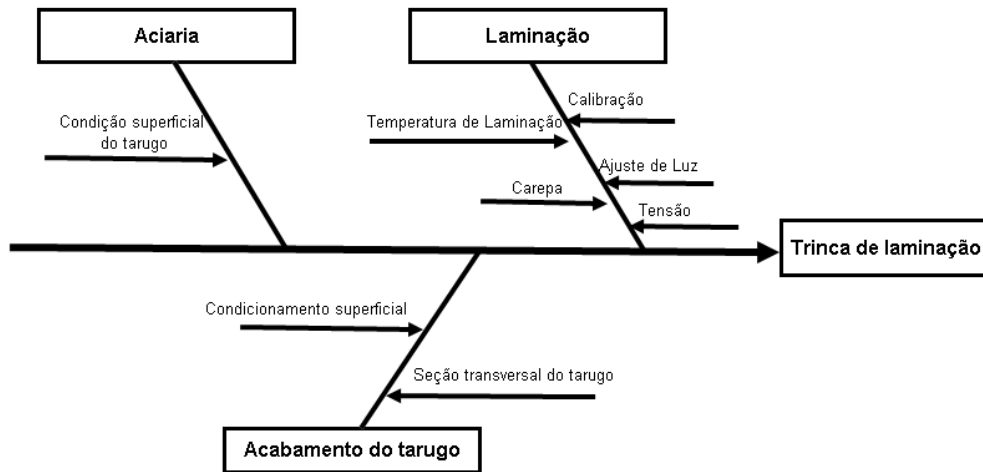 Aciaria
Laminação
Calibração
Temperatura de Laminação
Condição superficial
do tarugo
Ajuste de Luz
Carepa
Tensão
Trinca de laminação
Condicionamento superficial
Seção transversal do tarugo
Acabamento do tarugo